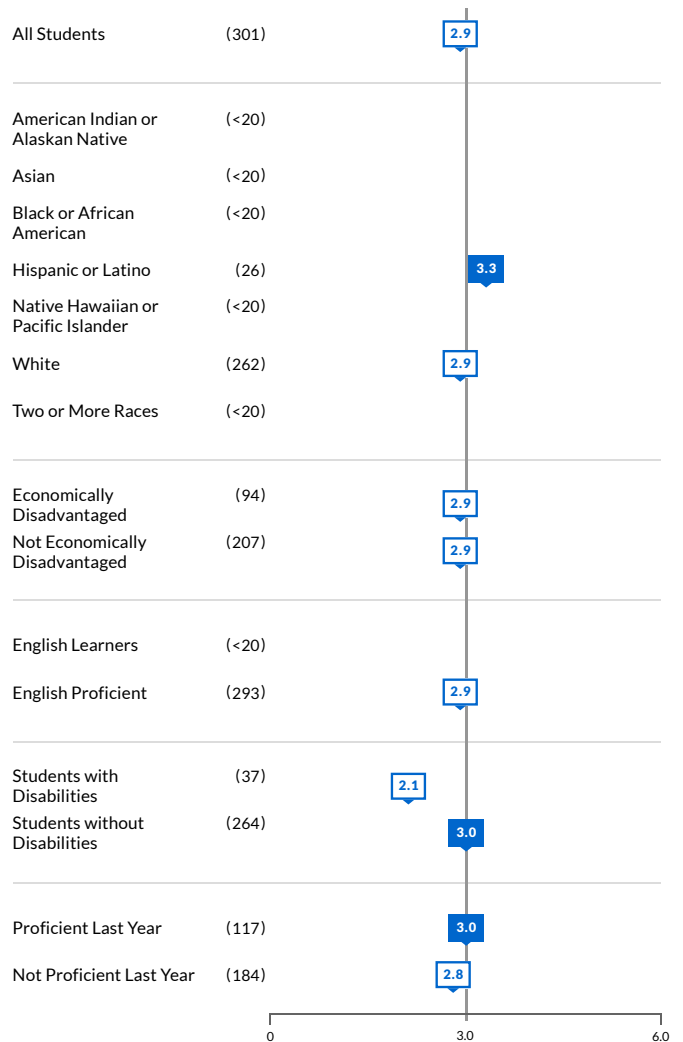 All Students (301) 2.9
American Indian or (<20)
Alaskan Native
Asian (<20)
Black or African (<20)
American
Hispanic or Latino (26) 3.3
Native Hawaiian or (<20)
Pacific Islander
White (262) 2.9
Two or More Races (<20)
Economically (94) 2.9
Disadvantaged
Not Economically (207) 2.9
Disadvantaged
English Learners (<20)
English Proficient (293) 2.9
Students with (37) 2.1
Disabilities
Students without (264) 3.0
Disabilities
Proficient Last Year (117) 3.0
Not Proficient Last Year (184) 2.8
0 3.0 6.0